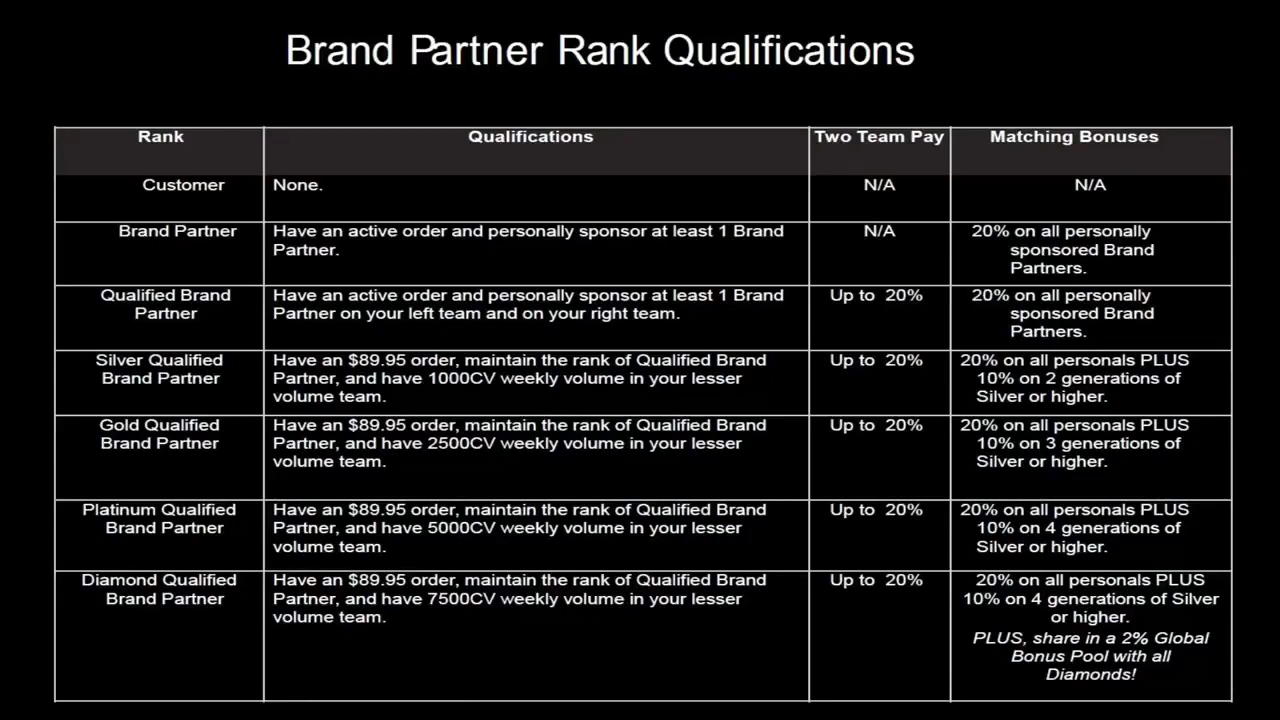 Brand Partner Rank Qualifications
Rank
Qualifications
Two Team Pay
Matching Bonuses
Customer
None.
N/A
N/A
Brand Partner
Have an active order and personally sponsor at least 1 Brand
Partner.
N/A
20% on all personally
sponsored Brand
Partners.
Qualified Brand
Partner
Have an active order and personally sponsor at least 1 Brand
Partner on your left team and on your right team.
Up to 20%
20% on all personally
sponsored Brand
Partners.
Silver Qualified
Brand Partner
Have an $89.95 order, maintain the rank of Qualified Brand
Partner, and have 1000CV weekly volume in your lesser
volume team.
Up to 20%
20% on all personals PLUS
10% on 2 generations of
Silver or higher.
Gold Qualified
Brand Partner
Have an $89.95 order, maintain the rank of Qualified Brand
Partner, and have 2500CV weekly volume in your lesser
volume team.
Up to 20%
20% on all personals PLUS
10% on 3 generations of
Silver or higher.
Platinum Qualified
Brand Partner
Have an $89.95 order, maintain the rank of Qualified Brand
Partner, and have 5000CV weekly volume in your lesser
volume team.
Up to 20%
20% on all personals PLUS
10% on 4 generations of
Silver or higher.
Diamond Qualified
Brand Partner
Have an $89.95 order, maintain the rank of Qualified Brand
Partner, and have 7500CV weekly volume in your lesser
volume team.
Up to 20%
20% on all personals PLUS
10% on 4 generations of Silver
or higher.
PLUS, share in a 2% Global
Bonus Pool with all
Diamonds!